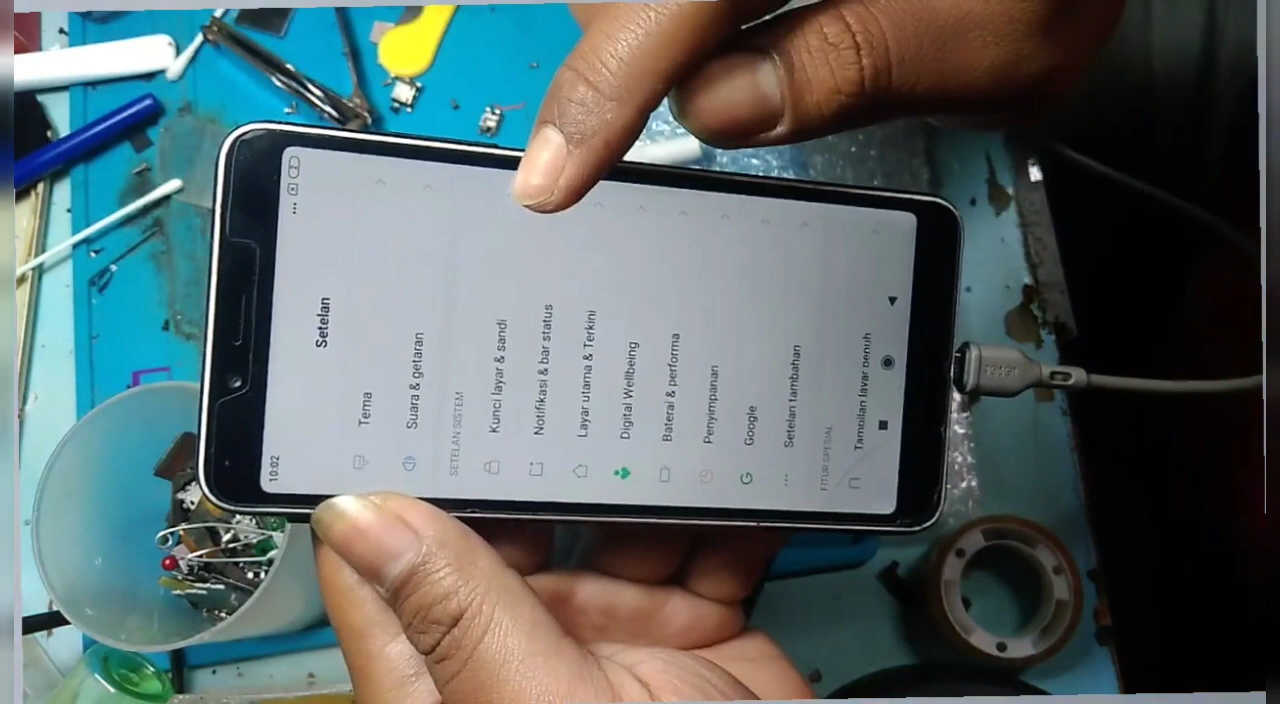 10:02
Setelan
Tema
Suara & getaran
SETELAN SISTEM
Kunci layar & sandi
Notifikasi & bar status
Layar utama & Terkini
Digital Wellbeing
Baterai & performa
Penyimpanan
Google
Setelan tambahan
FITUR SPESIAL
Tampilan layar penuh